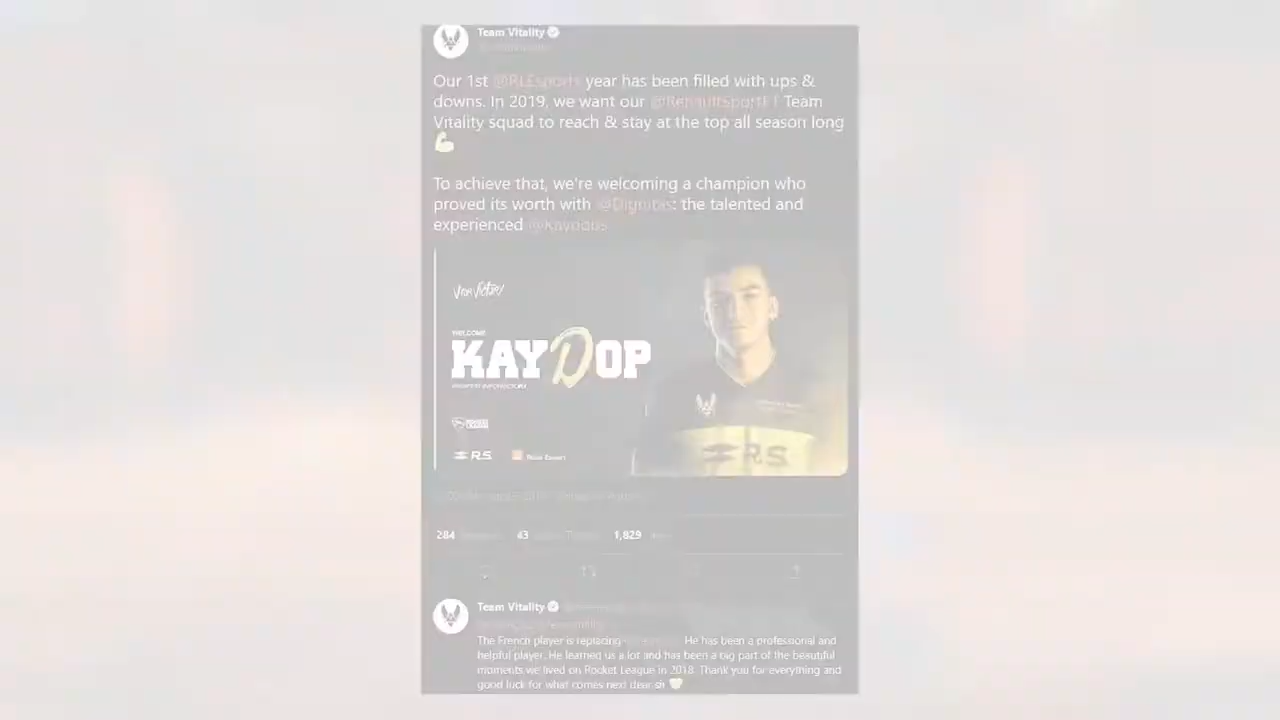 Team Vitality
Our 1st @RLEsports year has been filled with ups &
downs. In 2019, we want our @RenaultSportF1 Team
Vitality squad to reach & stay at the top all season long
To achieve that, we're welcoming a champion who
proved its worth with @Dignitas: the talented and
experienced @Kaydops
WELCOME
KAYDOP
R.S.
RS
284
43
1,829
Team Vitality
The French player is replacing He has been a professional and
helpful player. He learned us a lot and has been a big part of the beautiful
moments we lived on Rocket League in 2018. Thank you for everything and
good luck for what comes next dear sir